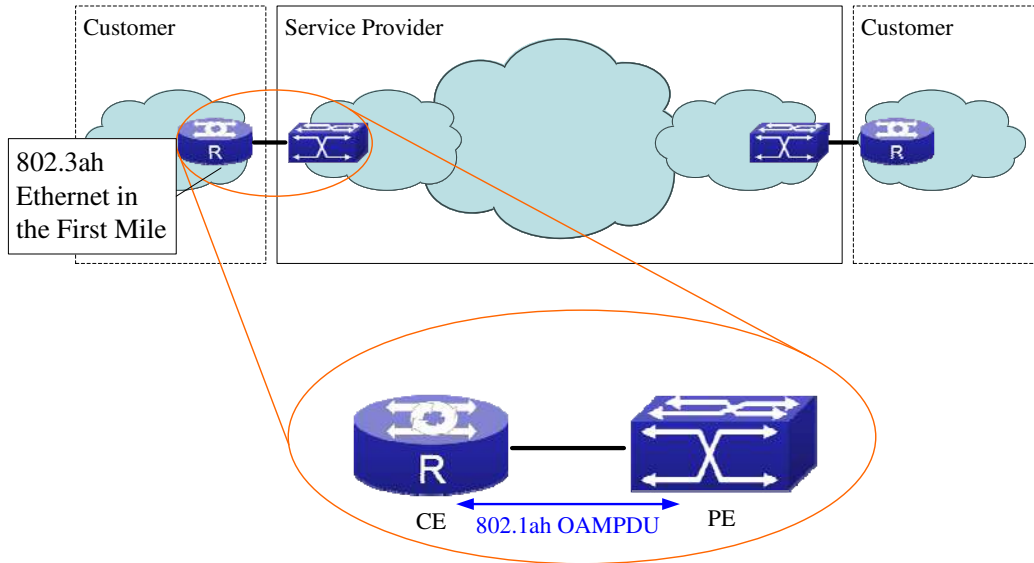 Customer
Service Provider
Customer
R
R
802.3ah
Ethernet in
the First Mile
R
CE
802.1ah OAMPDU
PE